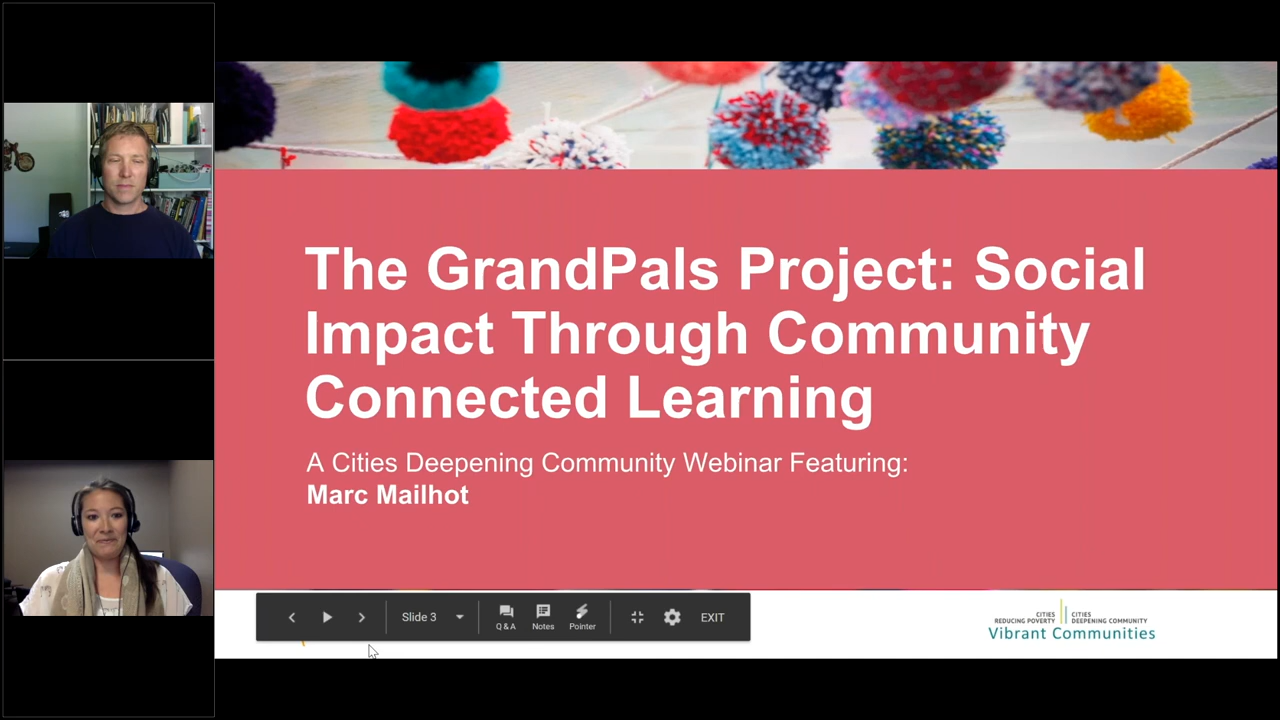 The GrandPals Project: Social
Impact Through Community
Connected Learning
A Cities Deepening Community Webinar Featuring:
Marc Mailhot
Slide 3
Q & A
Notes
Pointer
EXIT
CITIES
REDUCING POVERTY
CITIES
DEEPENING COMMUNITY
Vibrant Communities